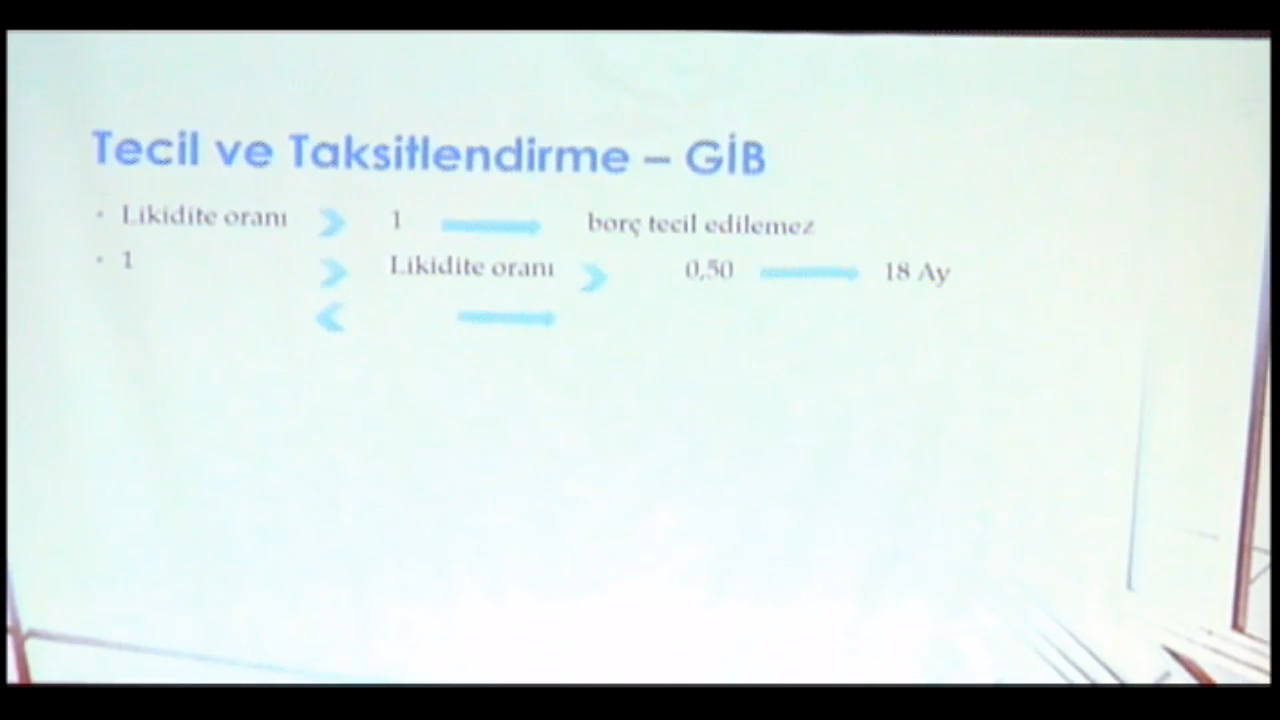 Tecil ve Taksitlendirme – GİB
• Likidite oranı > 1 → borç tecil edilemez
• 1 > Likidite oranı > 0,50 → 18 Ay
< →